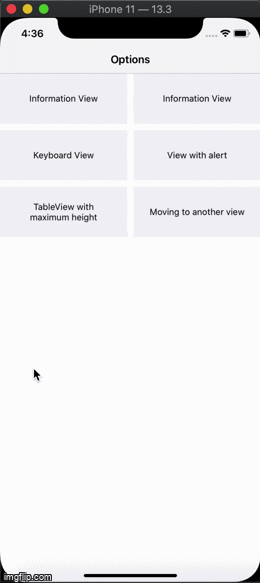 iPhone 11 — 13.3
4:36
Options
Information View
Information View
Keyboard View
View with alert
TableView with
maximum height
Moving to another view
imgflip.com